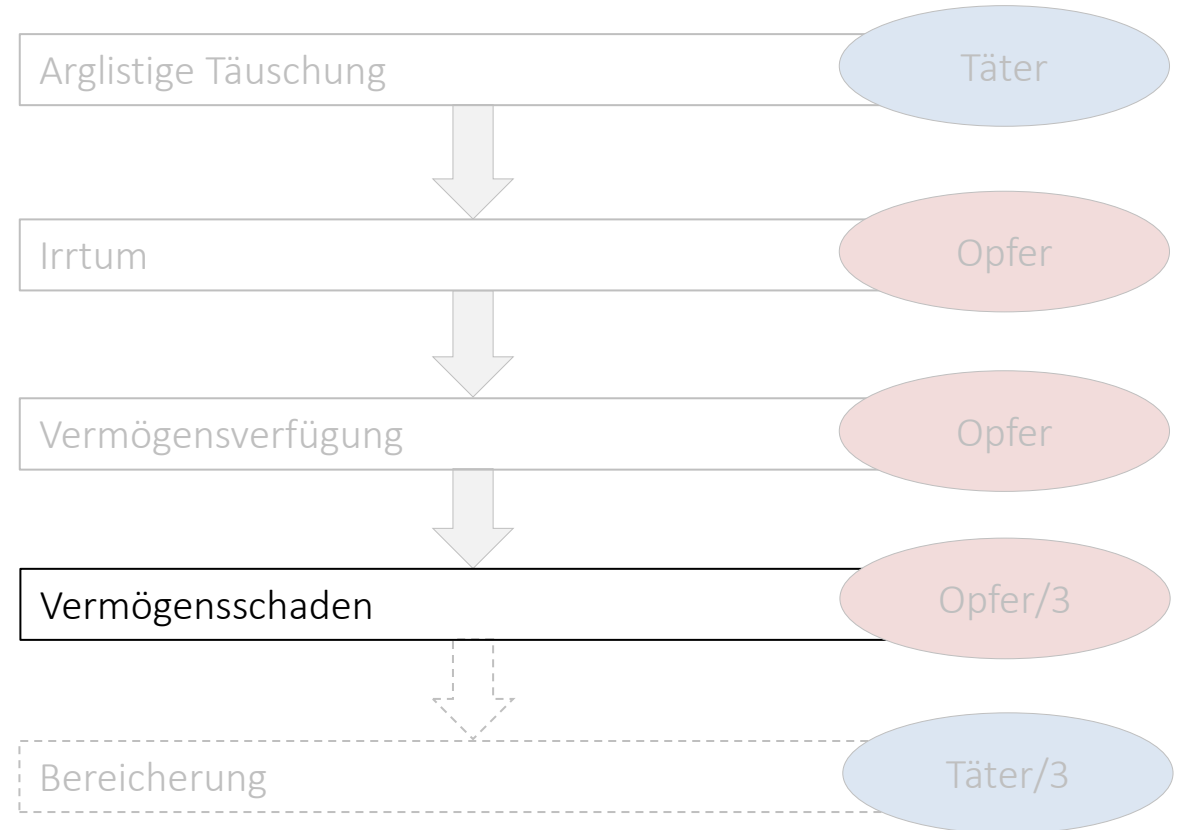 Arglistige Täuschung
Täter
Irrtum
Opfer
Vermögensverfügung
Opfer
Vermögensschaden
Opfer/3
Bereicherung
Täter/3